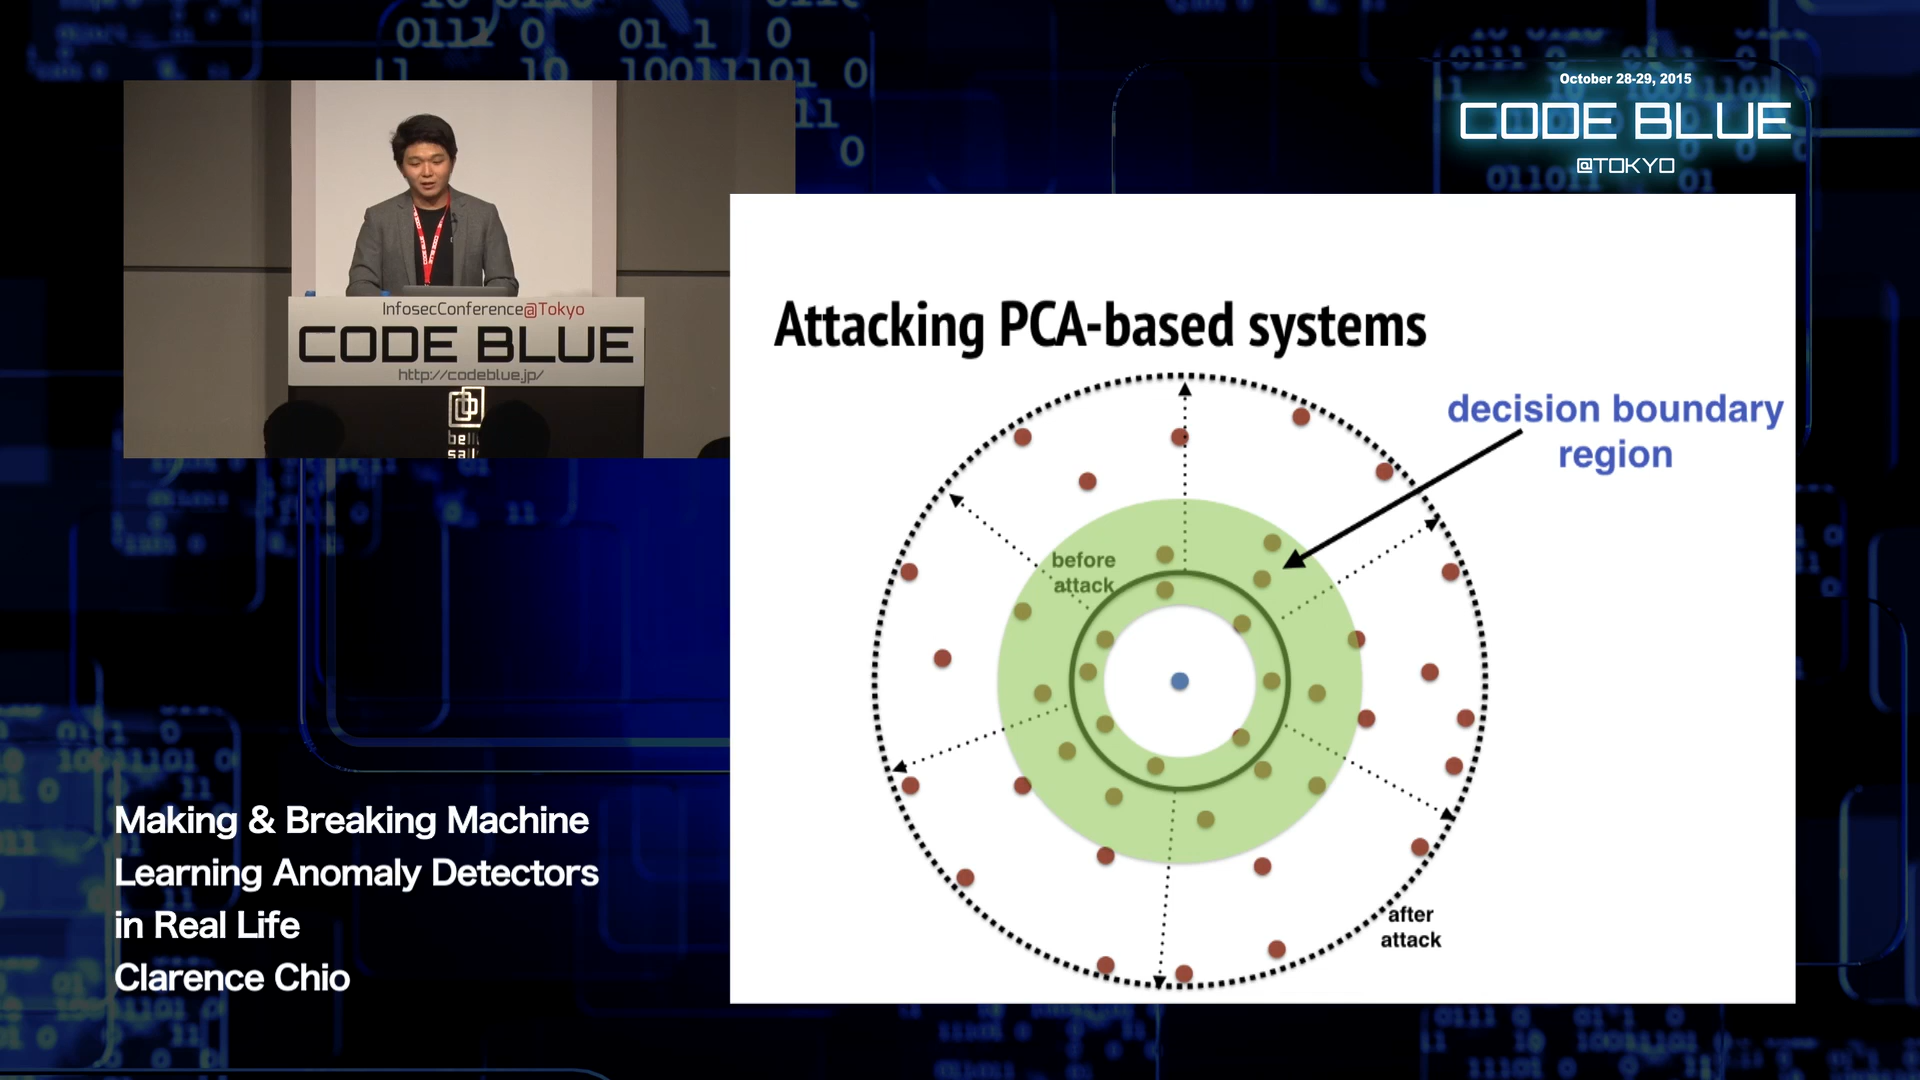 October 28-29, 2015
CODE BLUE
@TOKYO
InfosecConference@Tokyo
CODE BLUE
http://codeblue.jp/
Attacking PCA-based systems
decision boundary
region
before
attack
after
attack
Making & Breaking Machine
Learning Anomaly Detectors
in Real Life
Clarence Chio